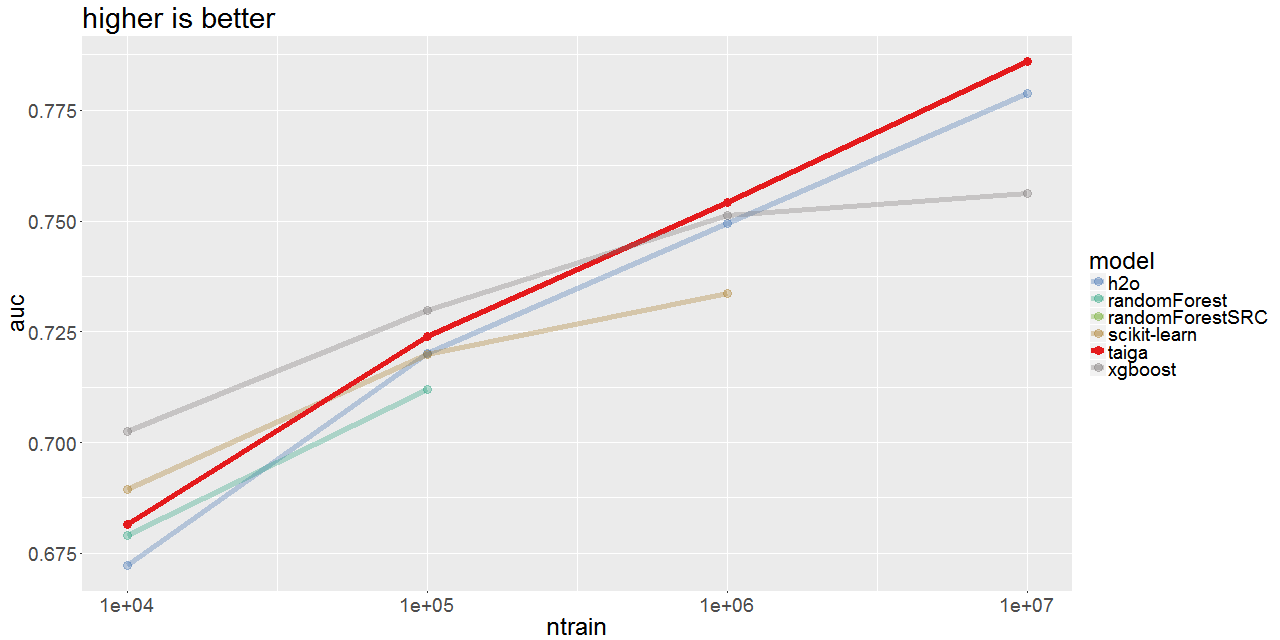 higher is better
auc
0.775
0.750
0.725
0.700
0.675
1e+04
1e+05
1e+06
1e+07
ntrain
model
h2o
randomForest
randomForestSRC
scikit-learn
taiga
xgboost